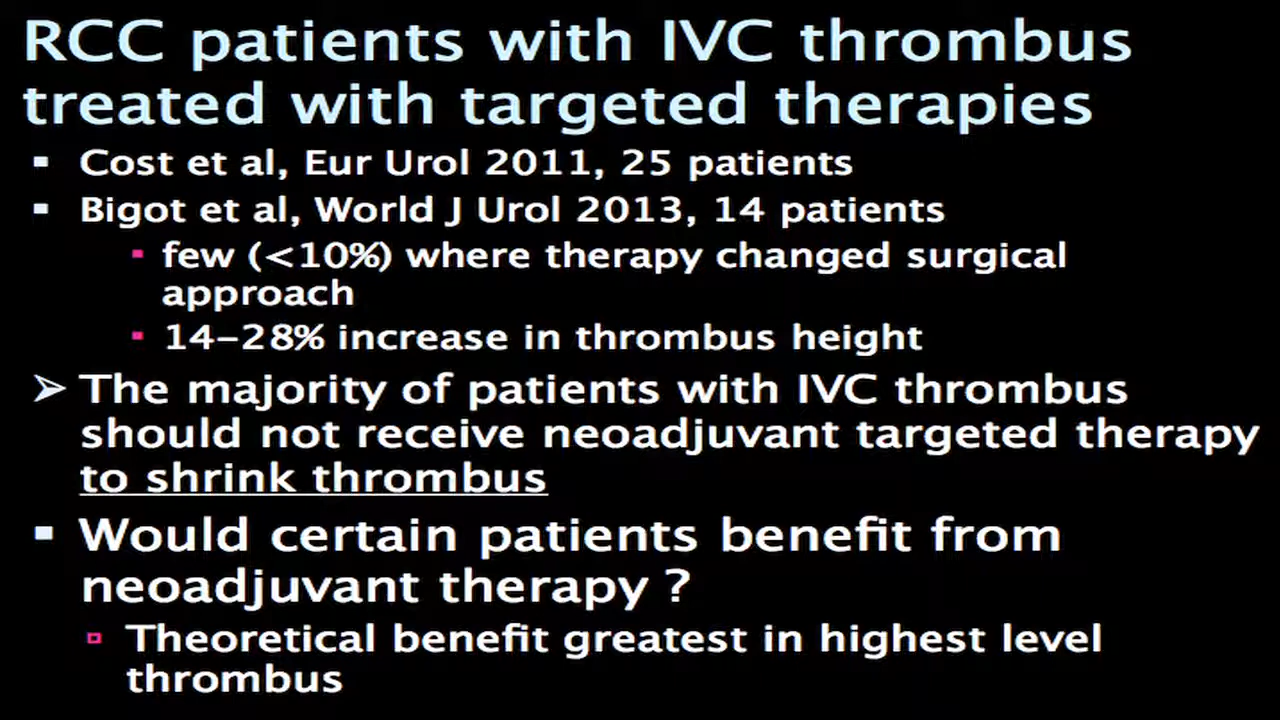 RCC patients with IVC thrombus
treated with targeted therapies
▪ Cost et al, Eur Urol 2011, 25 patients
▪ Bigot et al, World J Urol 2013, 14 patients
▪ few (<10%) where therapy changed surgical
approach
▪ 14–28% increase in thrombus height
➢ The majority of patients with IVC thrombus
should not receive neoadjuvant targeted therapy
to shrink thrombus
▪ Would certain patients benefit from
neoadjuvant therapy ?
▫ Theoretical benefit greatest in highest level
thrombus